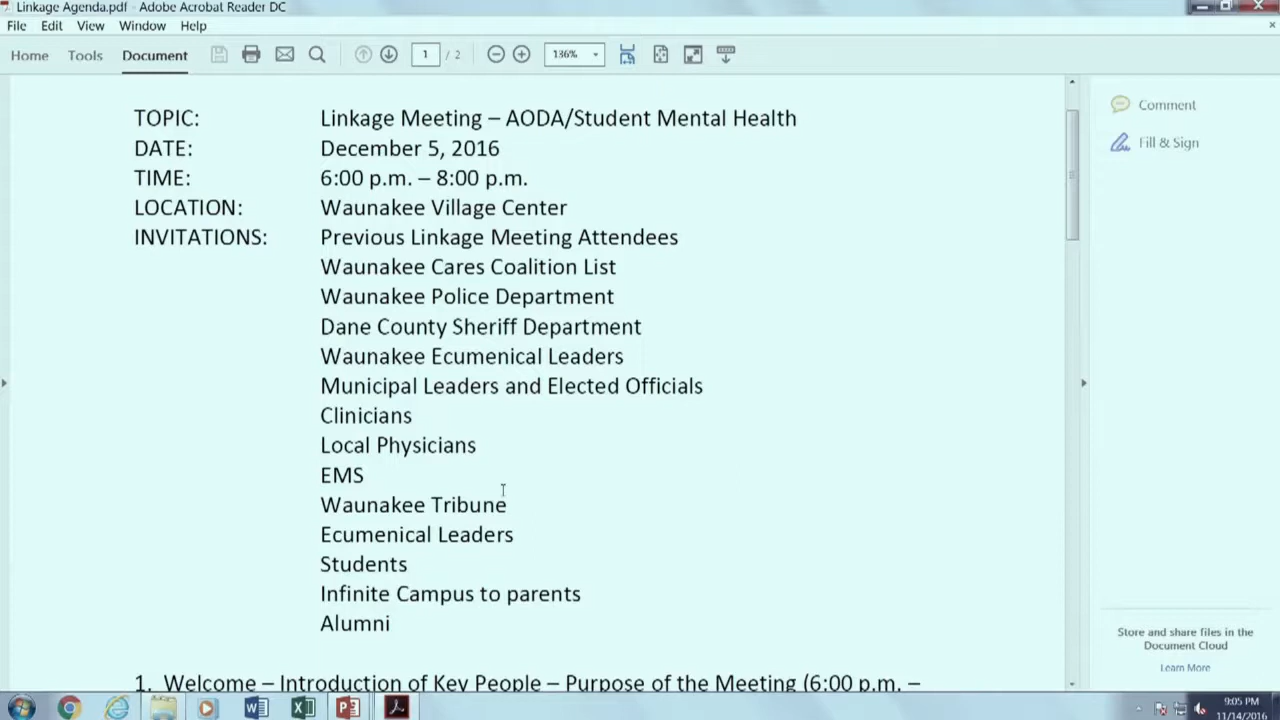 Linkage Agenda.pdf - Adobe Acrobat Reader DC
File Edit View Window Help
Home Tools Document 1 / 2 136%
Comment
Fill & Sign
TOPIC: Linkage Meeting – AODA/Student Mental Health
DATE: December 5, 2016
TIME: 6:00 p.m. – 8:00 p.m.
LOCATION: Waunakee Village Center
INVITATIONS: Previous Linkage Meeting Attendees
Waunakee Cares Coalition List
Waunakee Police Department
Dane County Sheriff Department
Waunakee Ecumenical Leaders
Municipal Leaders and Elected Officials
Clinicians
Local Physicians
EMS
Waunakee Tribune
Ecumenical Leaders
Students
Infinite Campus to parents
Alumni
1. Welcome – Introduction of Key People – Purpose of the Meeting (6:00 p.m. –
Store and share files in the
Document Cloud
Learn More
9:05 PM
11/14/2016